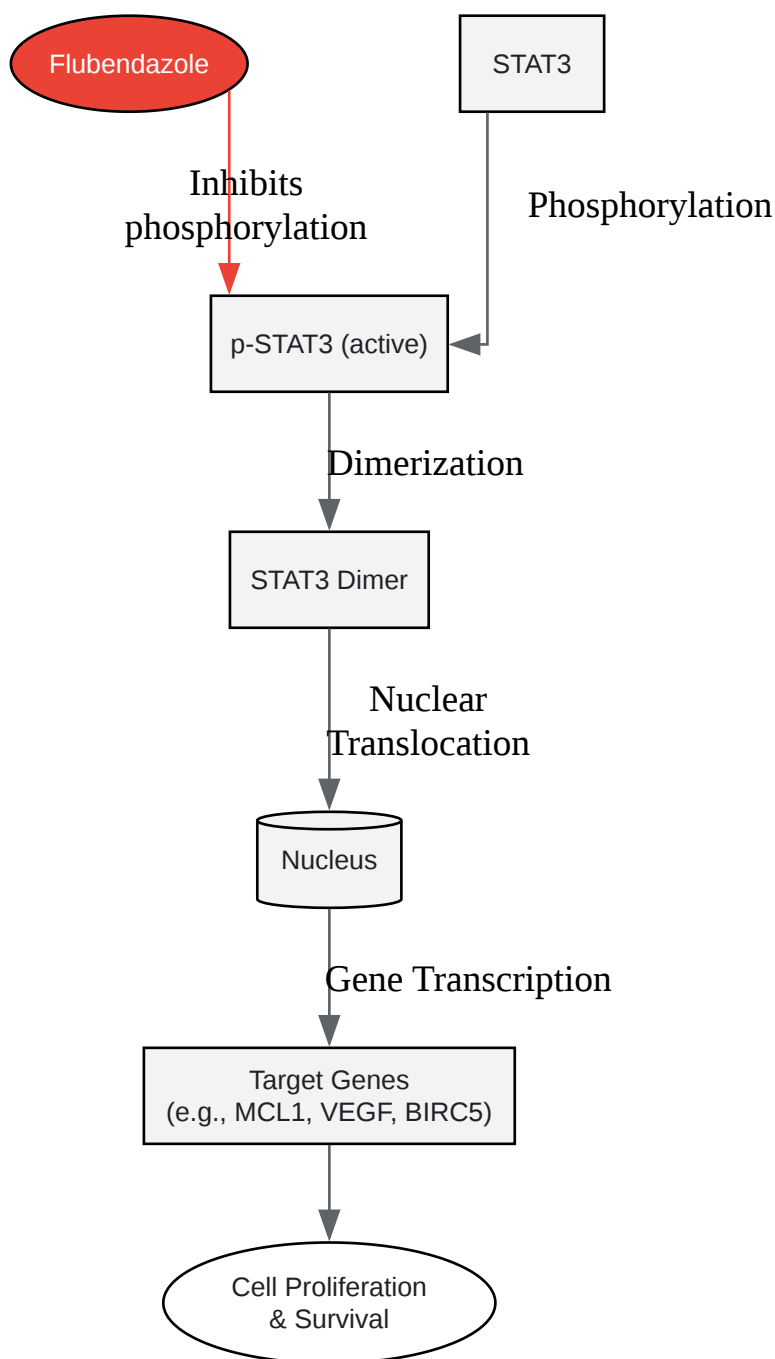 Flubendazole
STAT3
Inhibits
phosphorylation
Phosphorylation
p-STAT3 (active)
Dimerization
STAT3 Dimer
Nuclear
Translocation
Nucleus
Gene Transcription
Target Genes
(e.g., MCL1, VEGF, BIRC5)
Cell Proliferation
& Survival